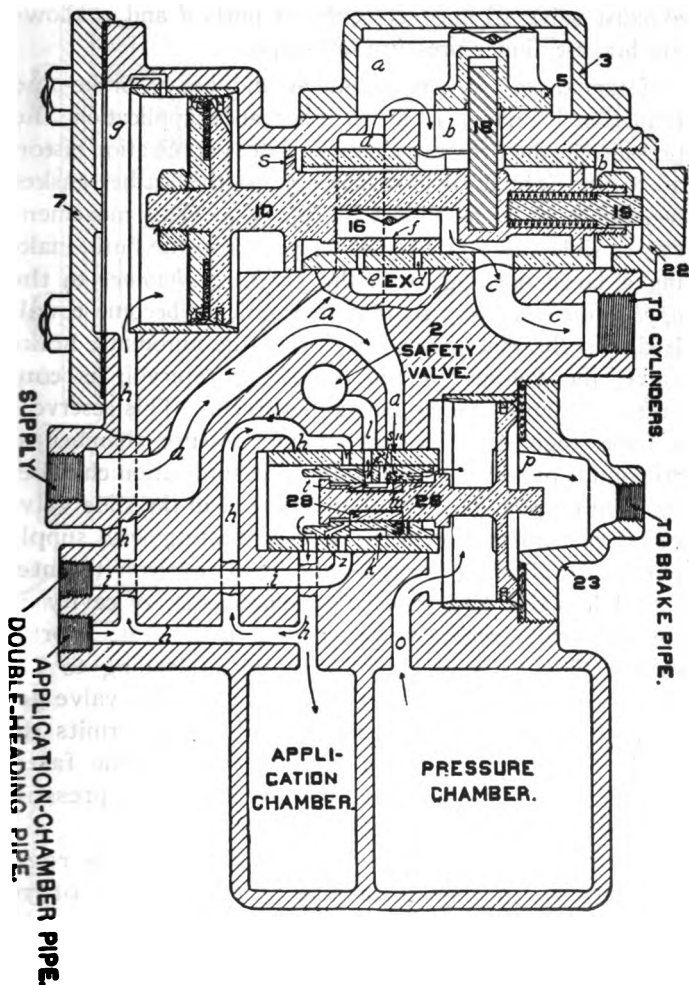 a
3
5
g
b
18
a
b
s
7
10
19
16
f
22
e
EX
d
c
c
a
2
SAFETY
VALVE.
TO CYLINDERS.
h
SUPPLY
a
a
h
l
h
28
26
31
p
h
TO BRAKE PIPE.
23
l
l
h
h
o
APPLICATION-CHAMBER PIPE.
DOUBLE-HEADING PIPE.
APPLI-
CATION
CHAMBER.
PRESSURE
CHAMBER.